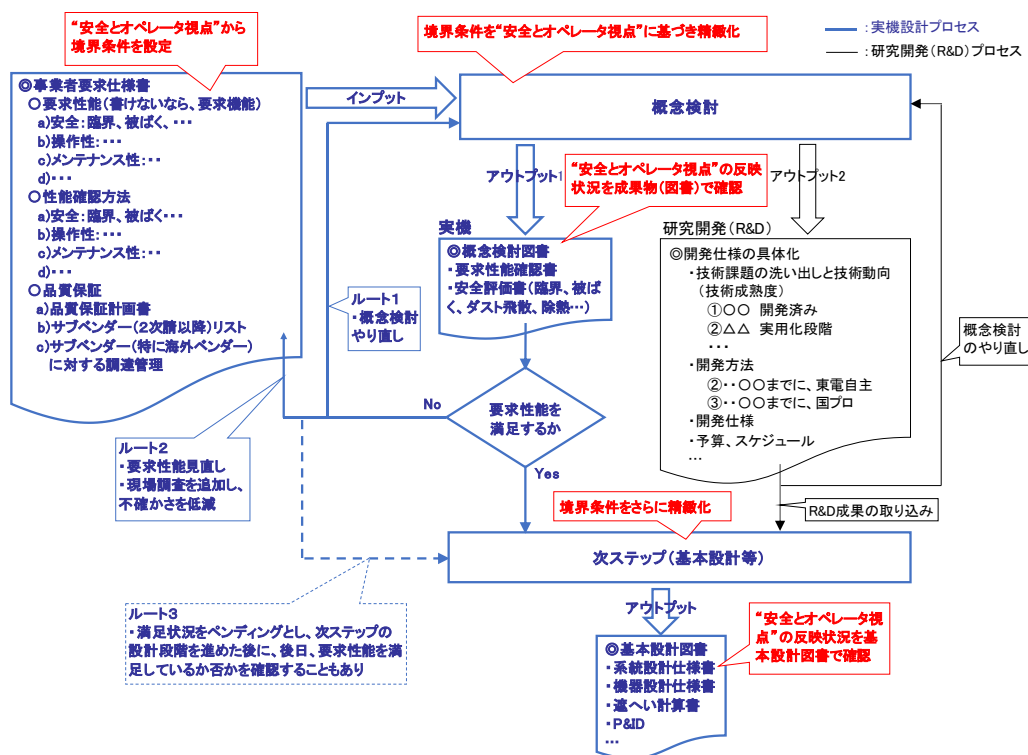 “安全とオペレータ視点”から
境界条件を設定
境界条件を“安全とオペレータ視点”に基づき精緻化
：実機設計プロセス
：研究開発（R&D）プロセス
◎事業者要求仕様書
○要求性能（書けないなら、要求機能）
a)安全：臨界、被ばく、・・・
b)操作性：・・・
c)メンテナンス性：・・
d)・・・
○性能確認方法
a)安全：臨界、被ばく・・・
b)操作性：・・・
c)メンテナンス性：・・・
d)・・・
○品質保証
a)品質保証計画書
b)サブベンダー（2次請以降）リスト
c)サブベンダー（特に海外ベンダー）
に対する調達管理
インプット
概念検討
アウトプット1
アウトプット2
“安全とオペレータ視点”の反映
状況を成果物（図書）で確認
実機
◎概念検討図書
・要求性能確認書
・安全評価書（臨界、被ば
く、ダスト飛散、除熱…）
研究開発（R&D）
◎開発仕様の具体化
・技術課題の洗い出しと技術動向
（技術成熟度）
①○○ 開発済み
②△△ 実用化段階
・・・
・開発方法
②・・○○までに、東電自主
③・・○○までに、国プロ
・開発仕様
・予算、スケジュール
…
概念検討
のやり直し
ルート1
・概念検討
やり直し
No
要求性能を
満足するか
Yes
ルート2
・要求性能見直し
・現場調査を追加し、
不確かさを低減
境界条件をさらに精緻化
R&D成果の取り込み
次ステップ（基本設計等）
ルート3
・満足状況をペンディングとし、次ステップの
設計段階を進めた後に、後日、要求性能を満
足しているか否かを確認することもあり
アウトプット
◎基本設計図書
・系統設計仕様書
・機器設計仕様書
・遮へい計算書
・P&ID
…
“安全とオペレータ視
点”の反映状況を基
本設計図書で確認